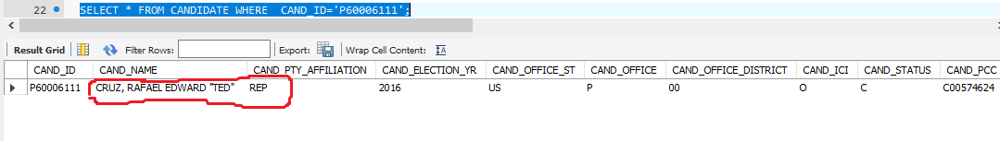 22 SELECT * FROM CANDIDATE WHERE CAND_ID='P60006111';
Result Grid Filter Rows: Export: Wrap Cell Content:
CAND_ID CAND_NAME CAND_PTY_AFFILIATION CAND_ELECTION_YR CAND_OFFICE_ST CAND_OFFICE CAND_OFFICE_DISTRICT CAND_ICI CAND_STATUS CAND_PCC
P60006111 CRUZ, RAFAEL EDWARD "TED" REP 2016 US P 00 O C C00574624